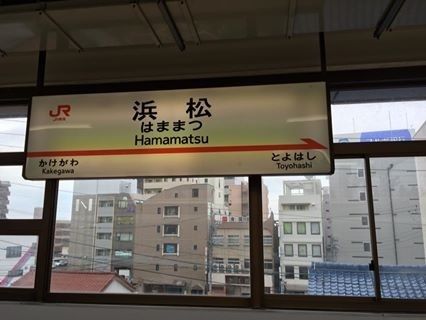 JR
浜松
はままつ
Hamamatsu
かけがわ
Kakegawa
とよはし
Toyohashi